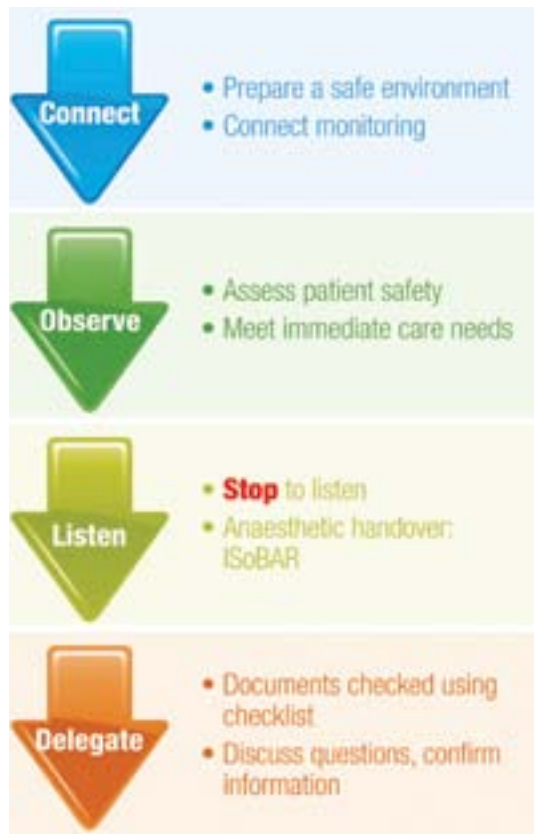 Connect
• Prepare a safe environment
• Connect monitoring
Observe
• Assess patient safety
• Meet immediate care needs
Listen
• Stop to listen
• Anaesthetic handover:
ISoBAR
Delegate
• Documents checked using
checklist
• Discuss questions, confirm
information